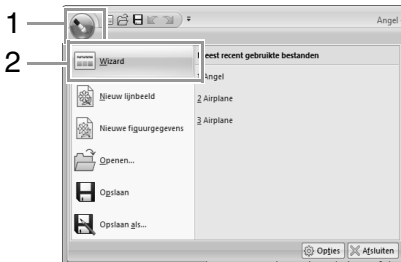 1
Angel
2
Wizard
eest recent gebruikte bestanden
Angel
Nieuw lijnbeeld
2 Airplane
Nieuwe figuurgegevens
3 Airplane
Openen...
Opslaan
Opslaan als...
Opties
Afsluiten